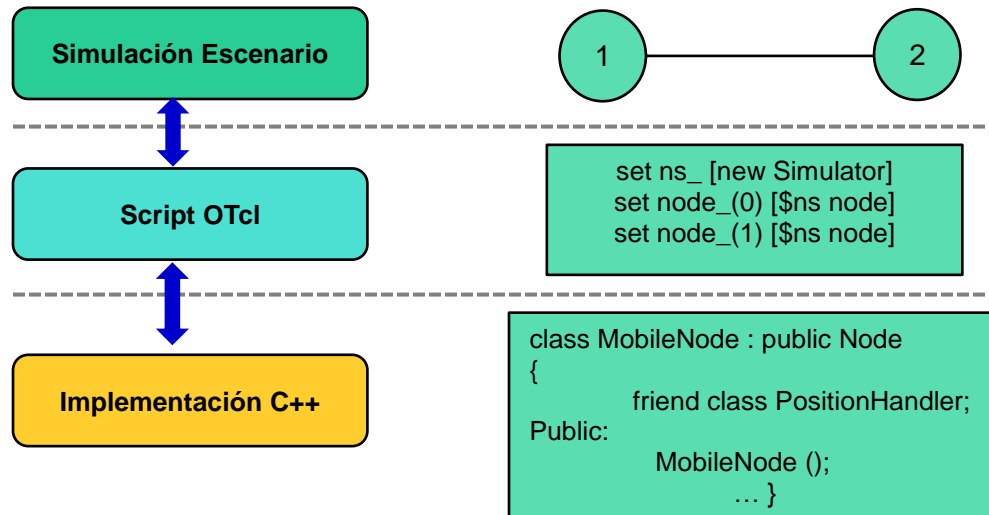 Simulación Escenario
1
2
Script OTcl
set ns_ [new Simulator]
set node_(0) [$ns node]
set node_(1) [$ns node]
Implementación C++
class MobileNode : public Node
{
friend class PositionHandler;
Public:
MobileNode ();
… }